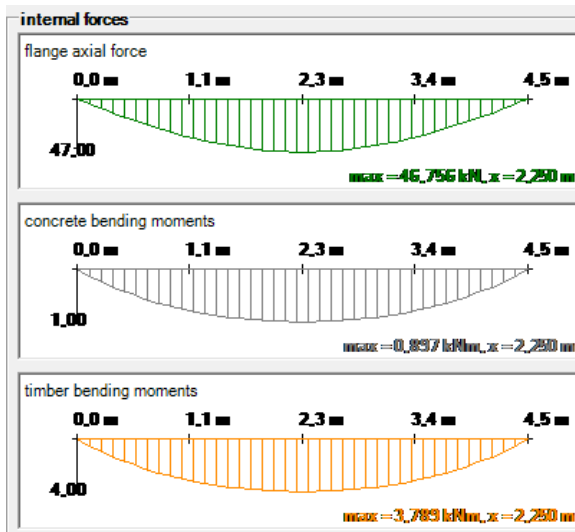 internal forces
flange axial force
0,0 m 1,1 m 2,3 m 3,4 m 4,5 m
47,00
max =46,756 kN, x = 2,250 m
concrete bending moments
0,0 m 1,1 m 2,3 m 3,4 m 4,5 m
1,00
max =0,897 kNm, x = 2,250 m
timber bending moments
0,0 m 1,1 m 2,3 m 3,4 m 4,5 m
4,00
max =3,789 kNm, x = 2,250 m